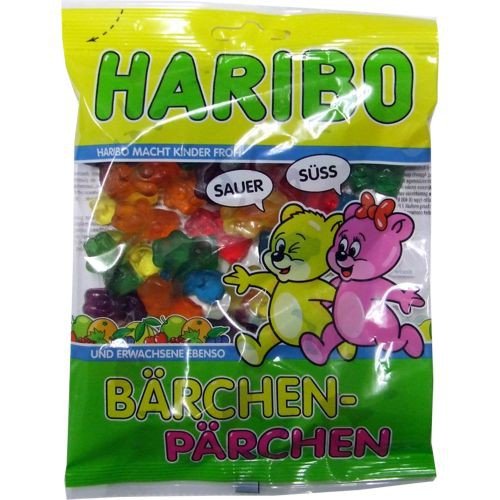 HARIBO
HARIBO MACHT KINDER FROH
SAUER
SÜSS
UND ERWACHSENE EBENSO
BÄRCHEN-
PÄRCHEN